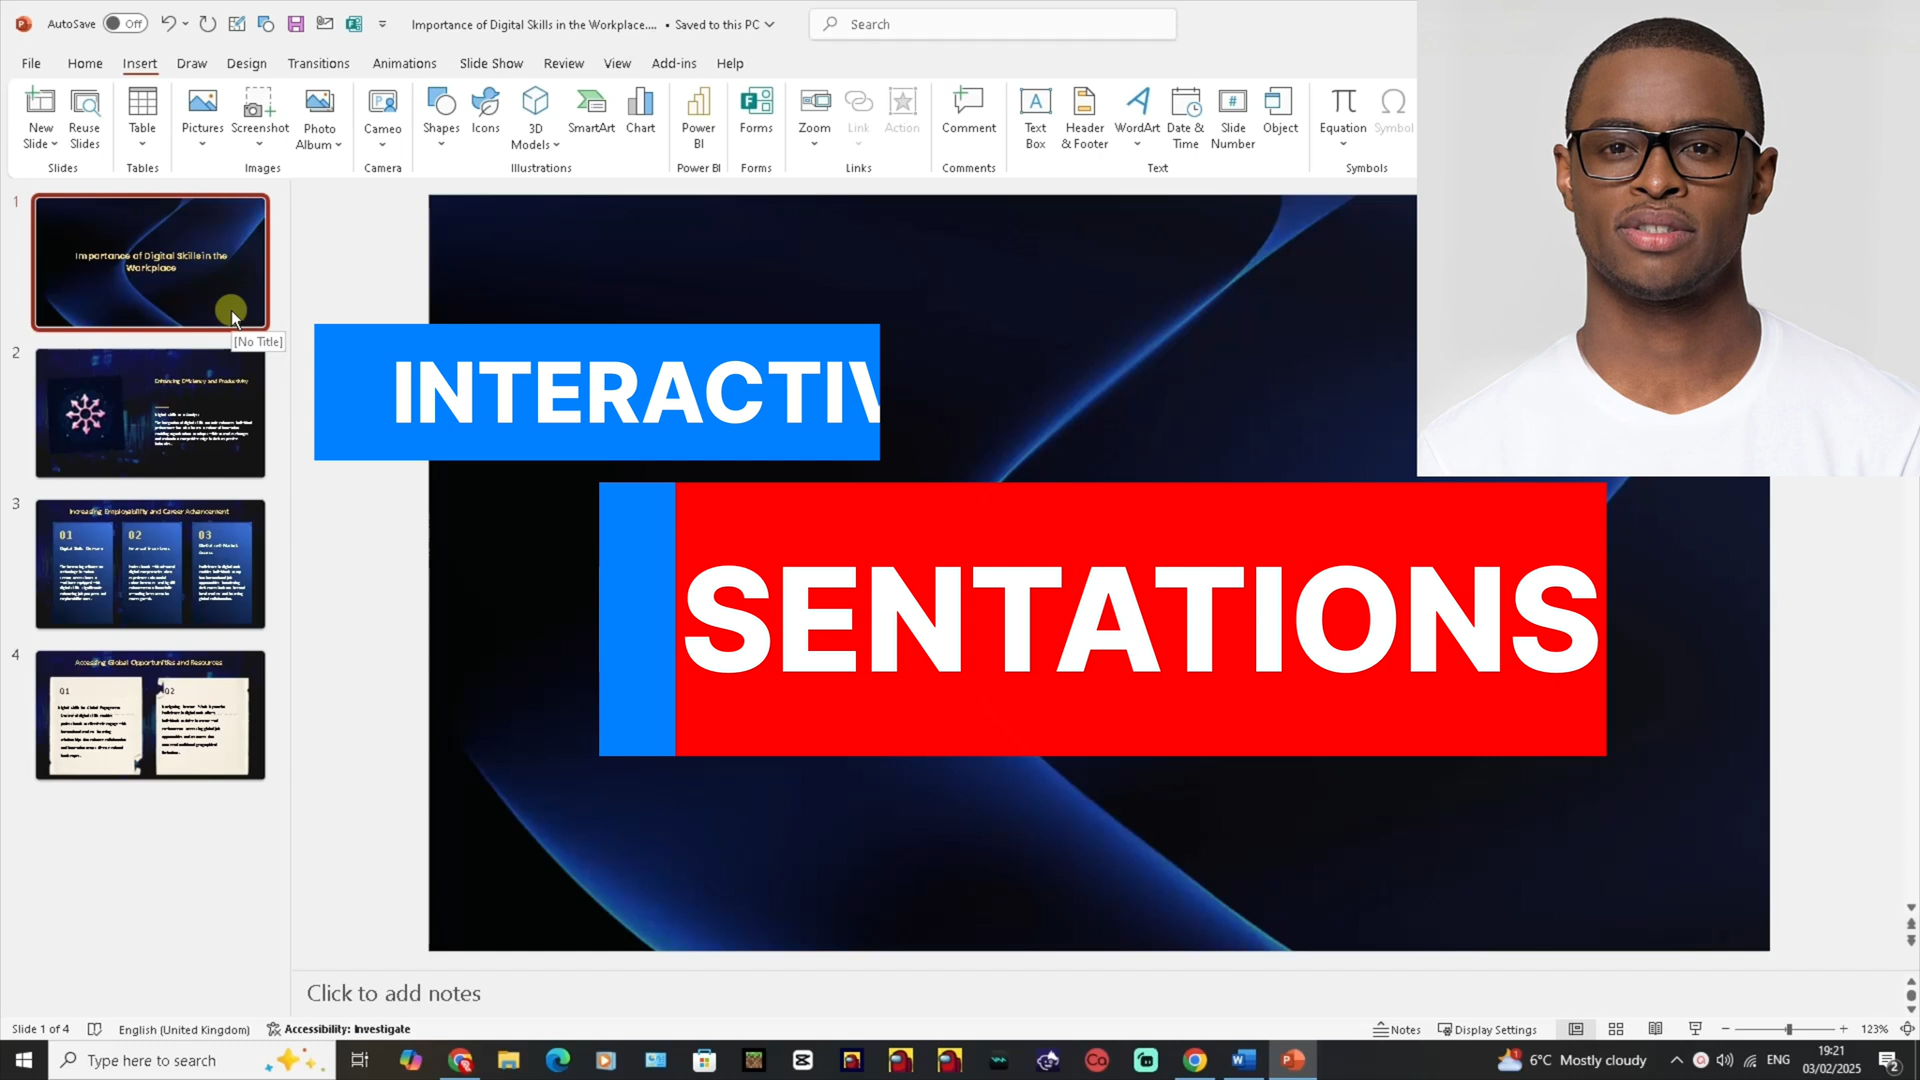 AutoSave Off
Importance of Digital Skills in the Workplace.... • Saved to this PC
Search
File Home Insert Draw Design Transitions Animations Slide Show Review View Add-ins Help
New Slide
Reuse Slides
Slides
Table
Tables
Pictures
Screenshot
Photo Album
Images
Cameo
Camera
Shapes
Icons
3D Models
SmartArt
Chart
Illustrations
Power BI
Power BI
Forms
Forms
Zoom
Link
Action
Links
Comment
Comments
Text Box
Header & Footer
WordArt
Date & Time
Slide Number
Object
Text
Equation
Symbol
Symbols
1
Importance of Digital Skills in the
Workplace
[No Title]
2
Enhancing Efficiency and Productivity
3
Increasing Employability and Career Advancement
01
02
03
4
Accessing Global Opportunities and Resources
01
02
INTERACTIV
SENTATIONS
Click to add notes
Slide 1 of 4
English (United Kingdom)
Accessibility: Investigate
Notes
Display Settings
123%
Type here to search
1
6°C Mostly cloudy
ENG
19:21
03/02/2025
2